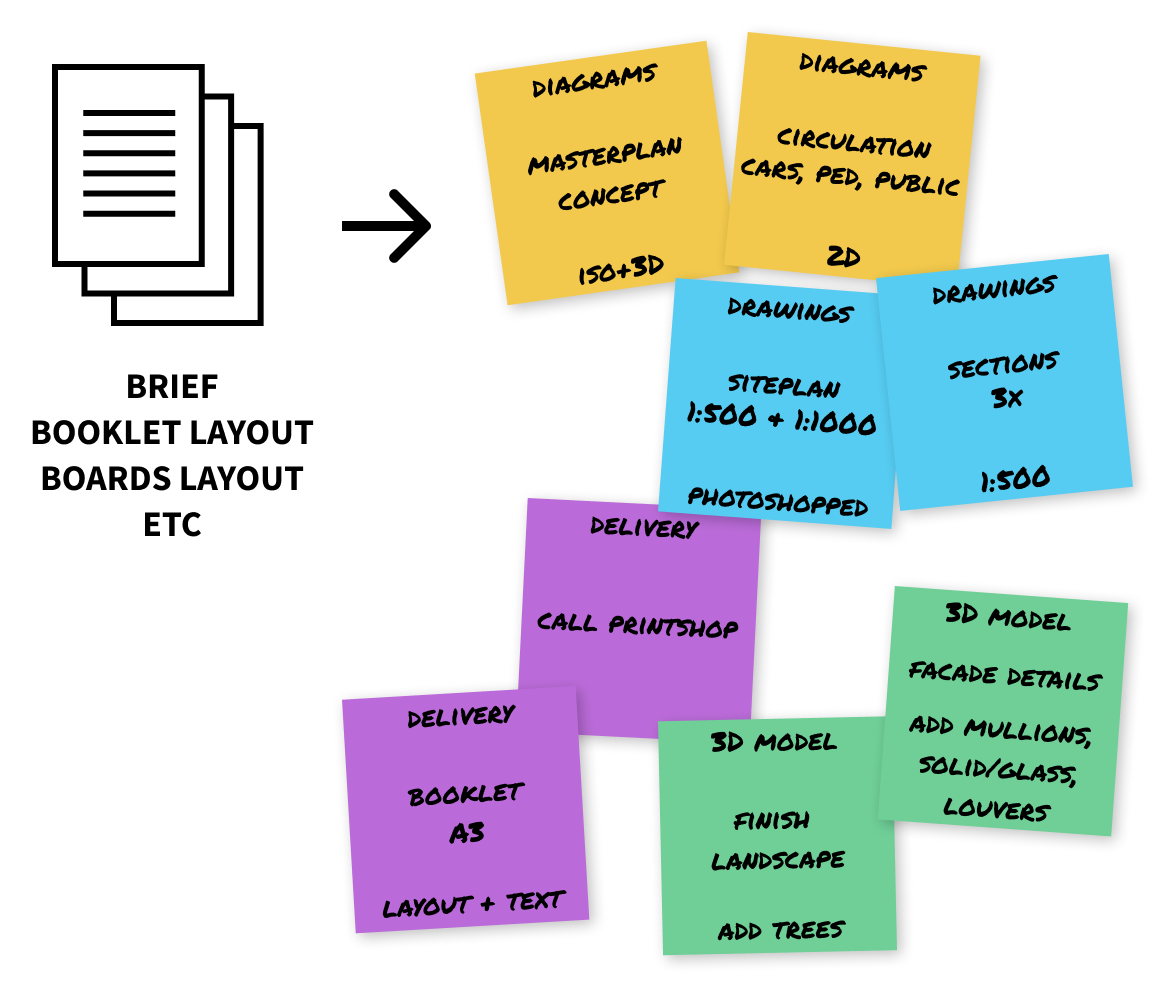 BRIEF
BOOKLET LAYOUT
BOARDS LAYOUT
ETC
DIAGRAMS
MASTERPLAN
CONCEPT
ISO+3D
DIAGRAMS
CIRCULATION
CARS, PED, PUBLIC
2D
DRAWINGS
SITEPLAN
1:500 & 1:1000
PHOTOSHOPPED
DRAWINGS
SECTIONS
3X
1:500
DELIVERY
CALL PRINTSHOP
DELIVERY
BOOKLET
A3
LAYOUT + TEXT
3D MODEL
FINISH
LANDSCAPE
ADD TREES
3D MODEL
FACADE DETAILS
ADD MULLIONS,
SOLID/GLASS,
LOUVERS